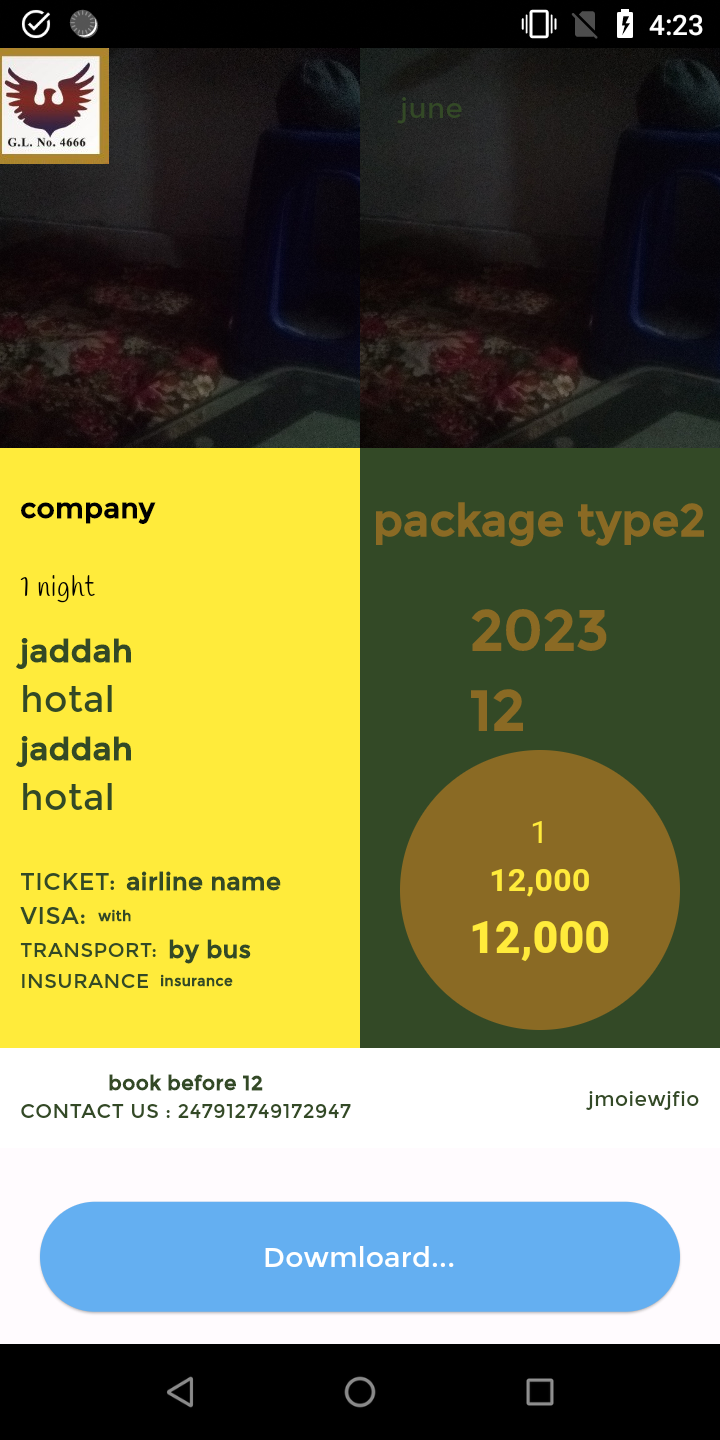 4:23
G.L. No. 4666
june
company
1 night
jaddah
hotal
jaddah
hotal
TICKET: airline name
VISA: with
TRANSPORT: by bus
INSURANCE insurance
package type2
2023
12
1
12,000
12,000
book before 12
CONTACT US : 247912749172947
jmoiewjfio
Dowmloard...